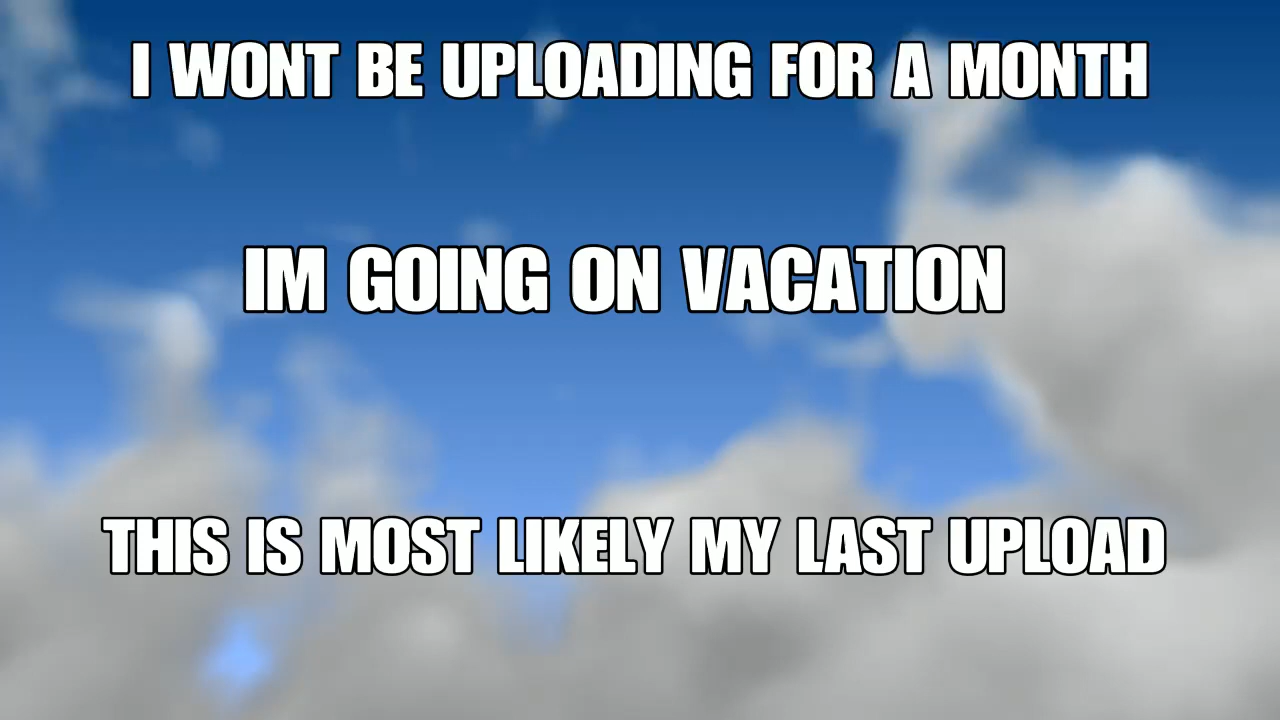 I WONT BE UPLOADING FOR A MONTH
IM GOING ON VACATION
THIS IS MOST LIKELY MY LAST UPLOAD